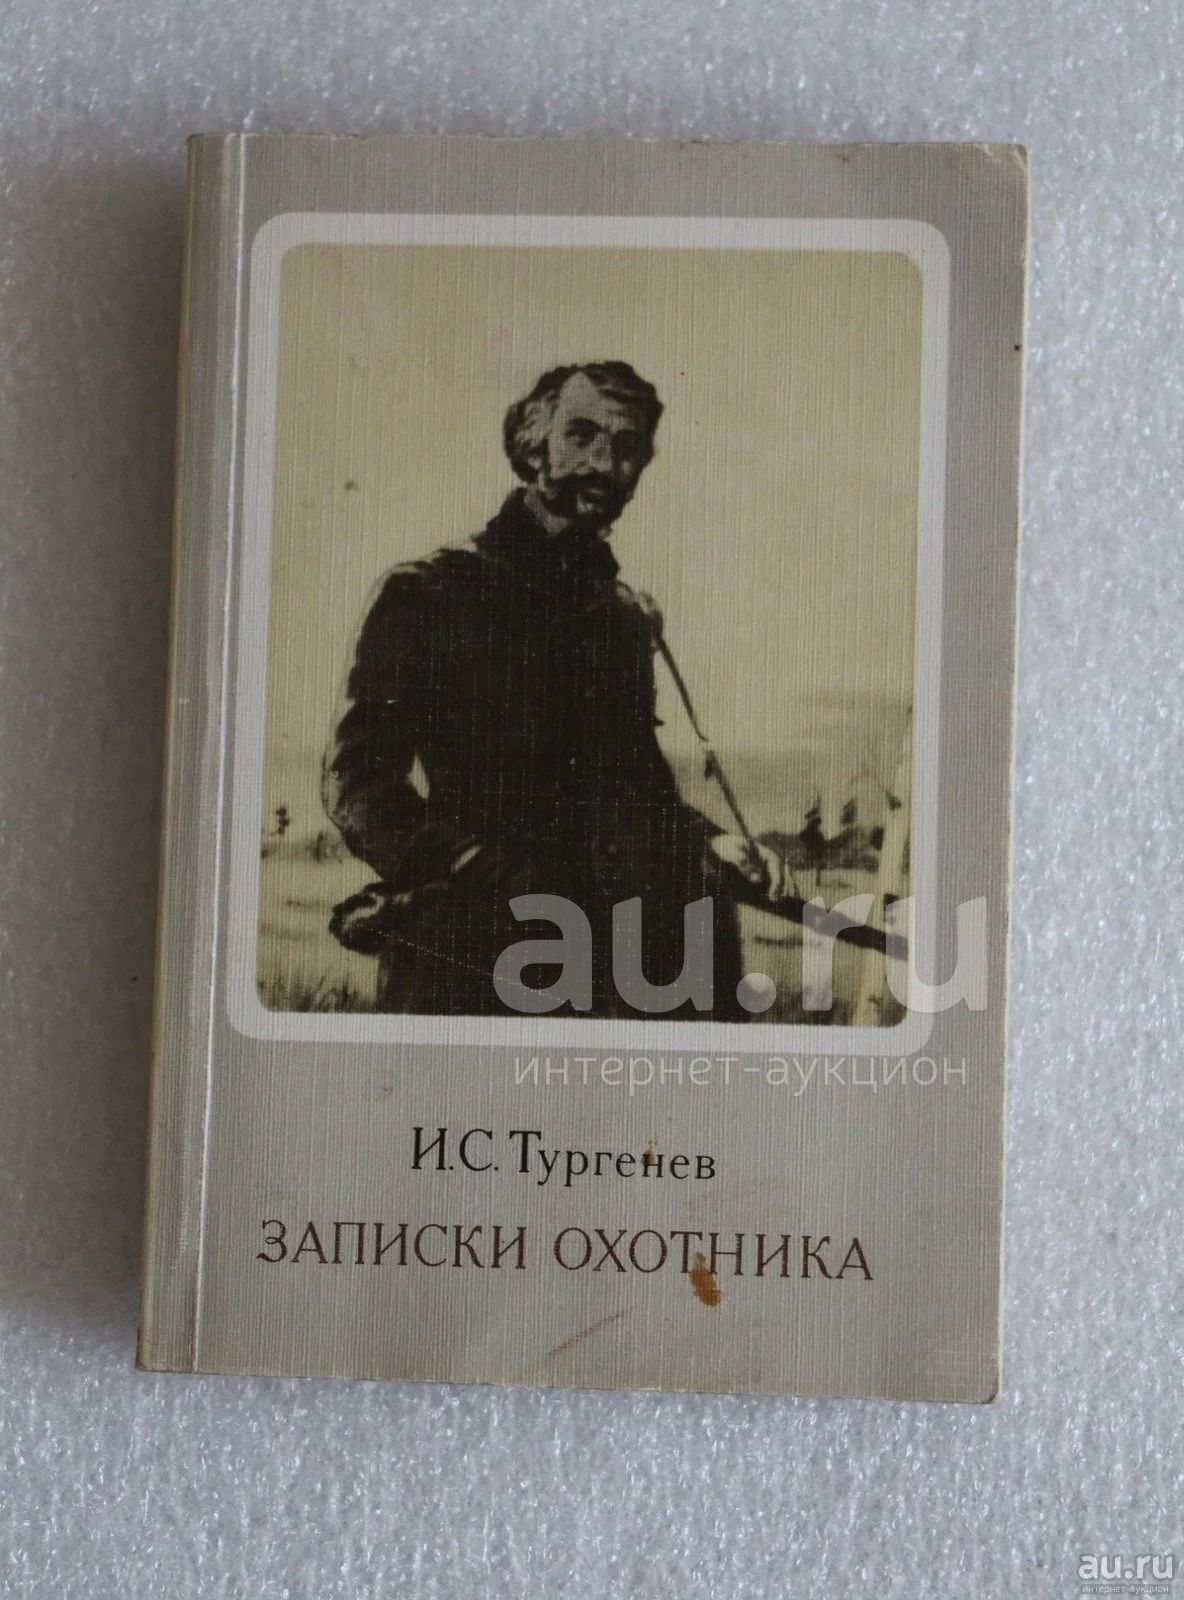 au.ru
интернет-аукцион
И.С. Тургенев
ЗАПИСКИ ОХОТНИКА
au.ru
интернет-аукцион